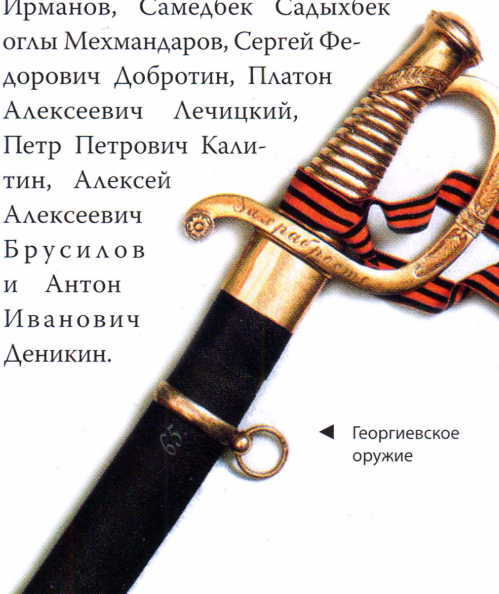 Ирманов, Самедбек Садыхбек
оглы Мехмандаров, Сергей Фе-
дорович Добротин, Платон
Алексеевич Лечицкий,
Петр Петрович Кали-
тин, Алексей
Алексеевич
Брусилов
и Антон
Иванович
Деникин.
За храбрость
65.
◄ Георгиевское
оружие